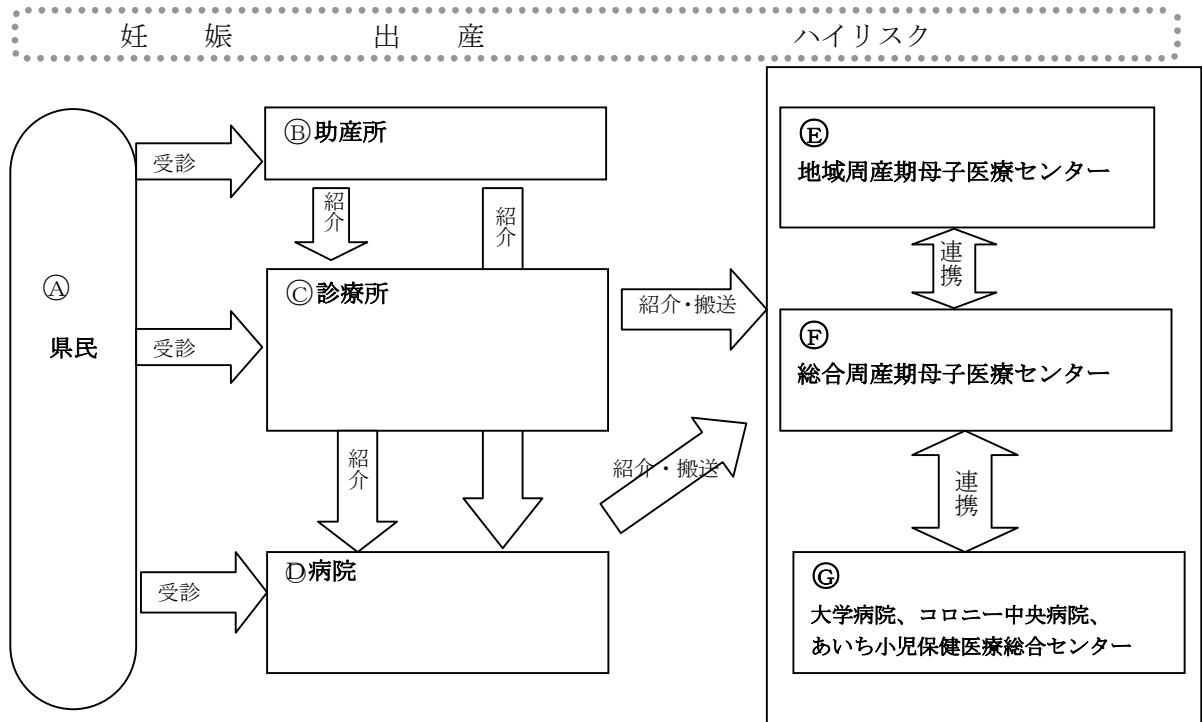 妊娠 出産 ハイリスク
Ⓐ
県民
受診
受診
受診
Ⓑ助産所
紹介
紹介
Ⓒ診療所
紹介
Ⓓ病院
紹介・搬送
紹介・搬送
Ⓔ
地域周産期母子医療センター
連携
Ⓕ
総合周産期母子医療センター
連携
Ⓖ
大学病院、コロニー中央病院、
あいち小児保健医療総合センター